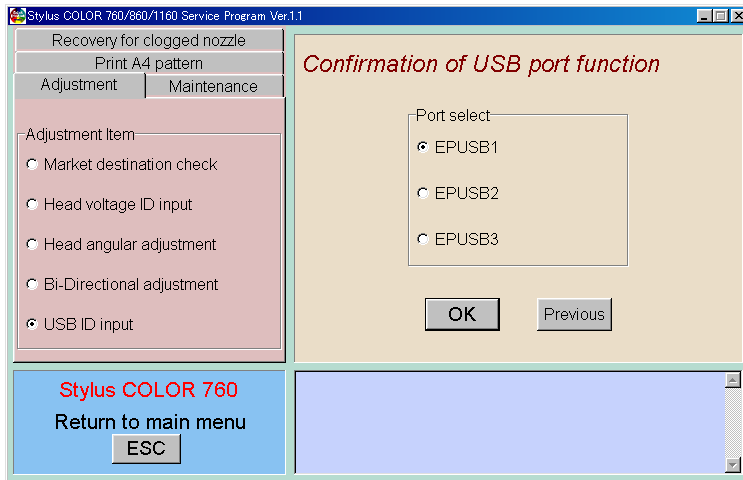 Stylus COLOR 760/860/1160 Service Program Ver.1.1
Recovery for clogged nozzle
Print A4 pattern
Adjustment
Maintenance
Adjustment Item
Market destination check
Head voltage ID input
Head angular adjustment
Bi-Directional adjustment
USB ID input
Confirmation of USB port function
Port select
EPUSB1
EPUSB2
EPUSB3
OK
Previous
Stylus COLOR 760
Return to main menu
ESC